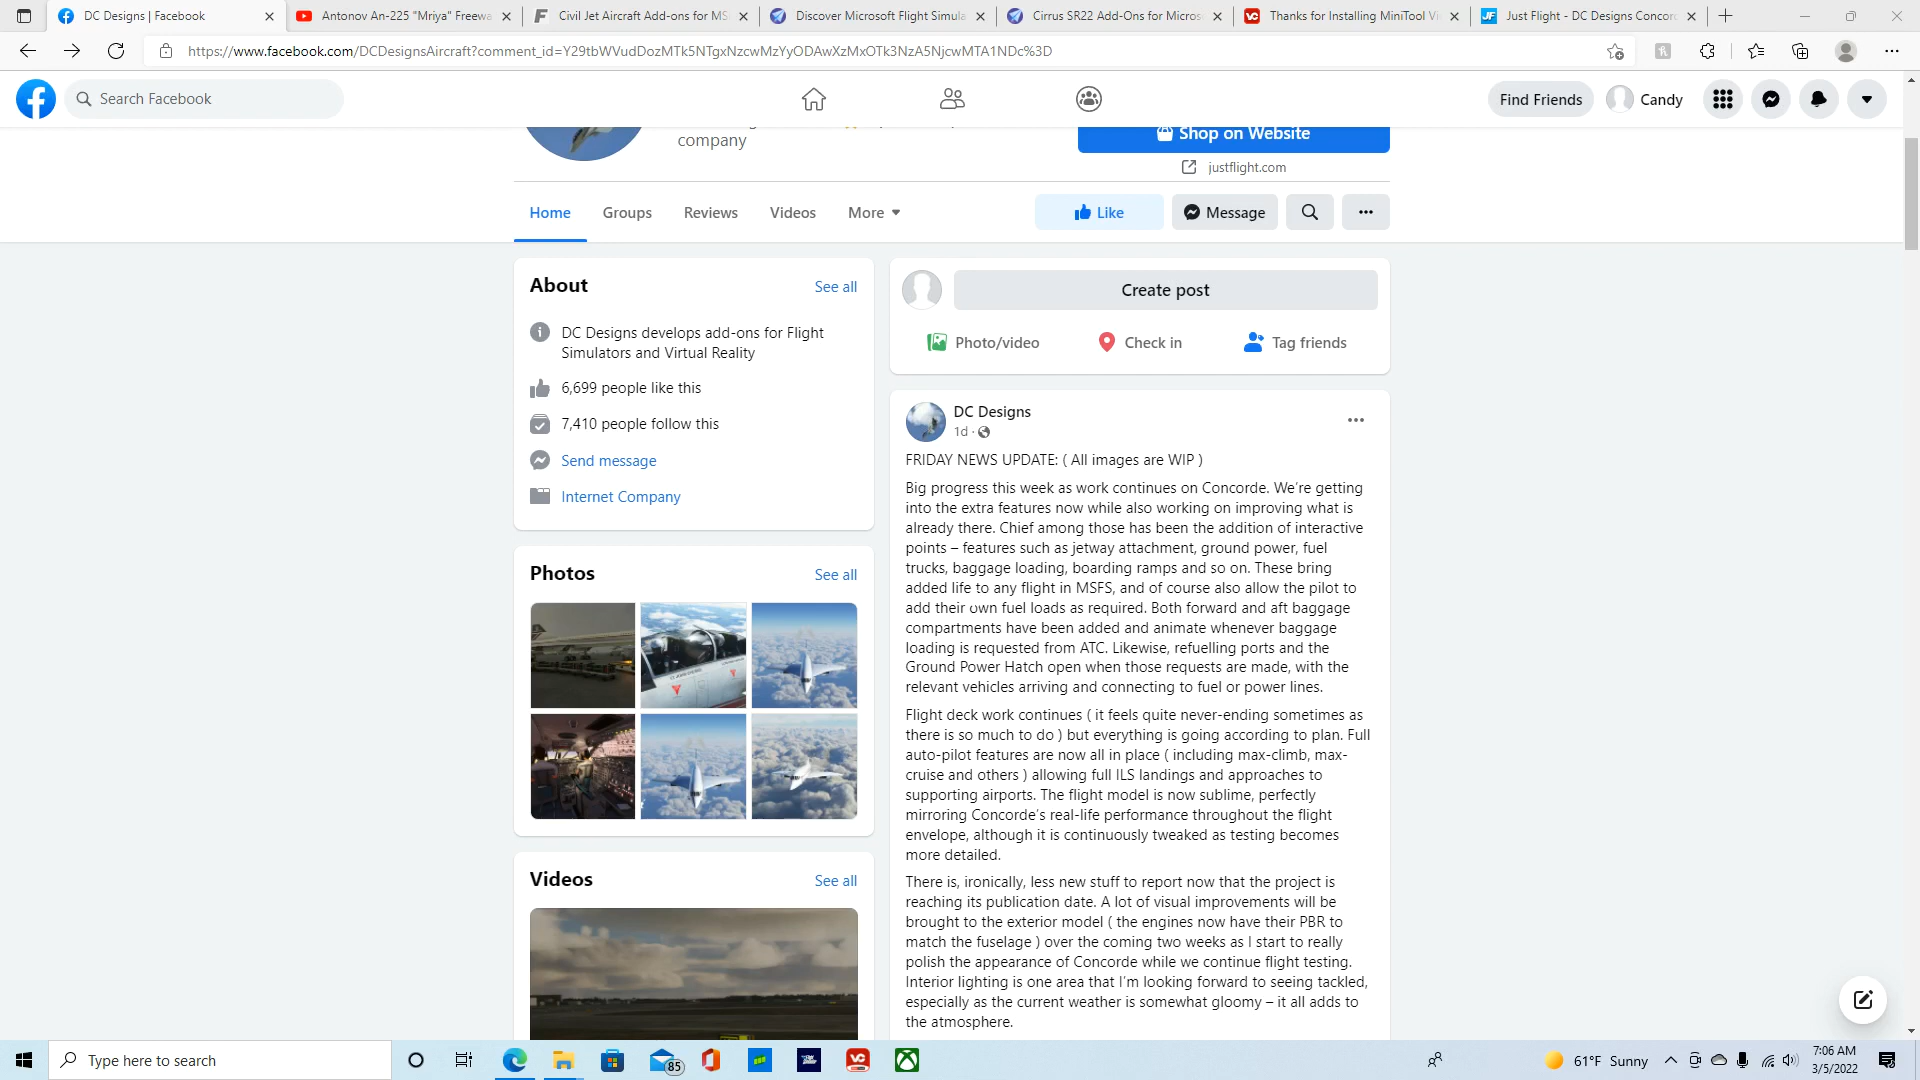 DC Designs | Facebook
Antonov An-225 "Mriya" Freewa
Civil Jet Aircraft Add-ons for MS
Discover Microsoft Flight Simula
Cirrus SR22 Add-Ons for Micros
Thanks for Installing MiniTool Vi
Just Flight - DC Designs Concor
https://www.facebook.com/DCDesignsAircraft?comment_id=Y29tbWVudDozMTk5NTgxNzcwMzYyODAwXzMxOTk3NzA5NjcwMTA1NDc%3D
Search Facebook
Find Friends
Candy
company
Shop on Website
justflight.com
Home
Groups
Reviews
Videos
More
Like
Message
About
See all
DC Designs develops add-ons for Flight
Simulators and Virtual Reality
6,699 people like this
7,410 people follow this
Send message
Internet Company
Photos
See all
Videos
See all
Create post
Photo/video
Check in
Tag friends
DC Designs
1d ·
FRIDAY NEWS UPDATE: ( All images are WIP )
Big progress this week as work continues on Concorde. We're getting
into the extra features now while also working on improving what is
already there. Chief among those has been the addition of interactive
points – features such as jetway attachment, ground power, fuel
trucks, baggage loading, boarding ramps and so on. These bring
added life to any flight in MSFS, and of course also allow the pilot to
add their own fuel loads as required. Both forward and aft baggage
compartments have been added and animate whenever baggage
loading is requested from ATC. Likewise, refuelling ports and the
Ground Power Hatch open when those requests are made, with the
relevant vehicles arriving and connecting to fuel or power lines.
Flight deck work continues ( it feels quite never-ending sometimes as
there is so much to do ) but everything is going according to plan. Full
auto-pilot features are now all in place ( including max-climb, max-
cruise and others ) allowing full ILS landings and approaches to
supporting airports. The flight model is now sublime, perfectly
mirroring Concorde's real-life performance throughout the flight
envelope, although it is continuously tweaked as testing becomes
more detailed.
There is, ironically, less new stuff to report now that the project is
reaching its publication date. A lot of visual improvements will be
brought to the exterior model ( the engines now have their PBR to
match the fuselage ) over the coming two weeks as I start to really
polish the appearance of Concorde while we continue flight testing.
Interior lighting is one area that I'm looking forward to seeing tackled,
especially as the current weather is somewhat gloomy – it all adds to
the atmosphere.
Type here to search
85
61°F Sunny
7:06 AM
3/5/2022